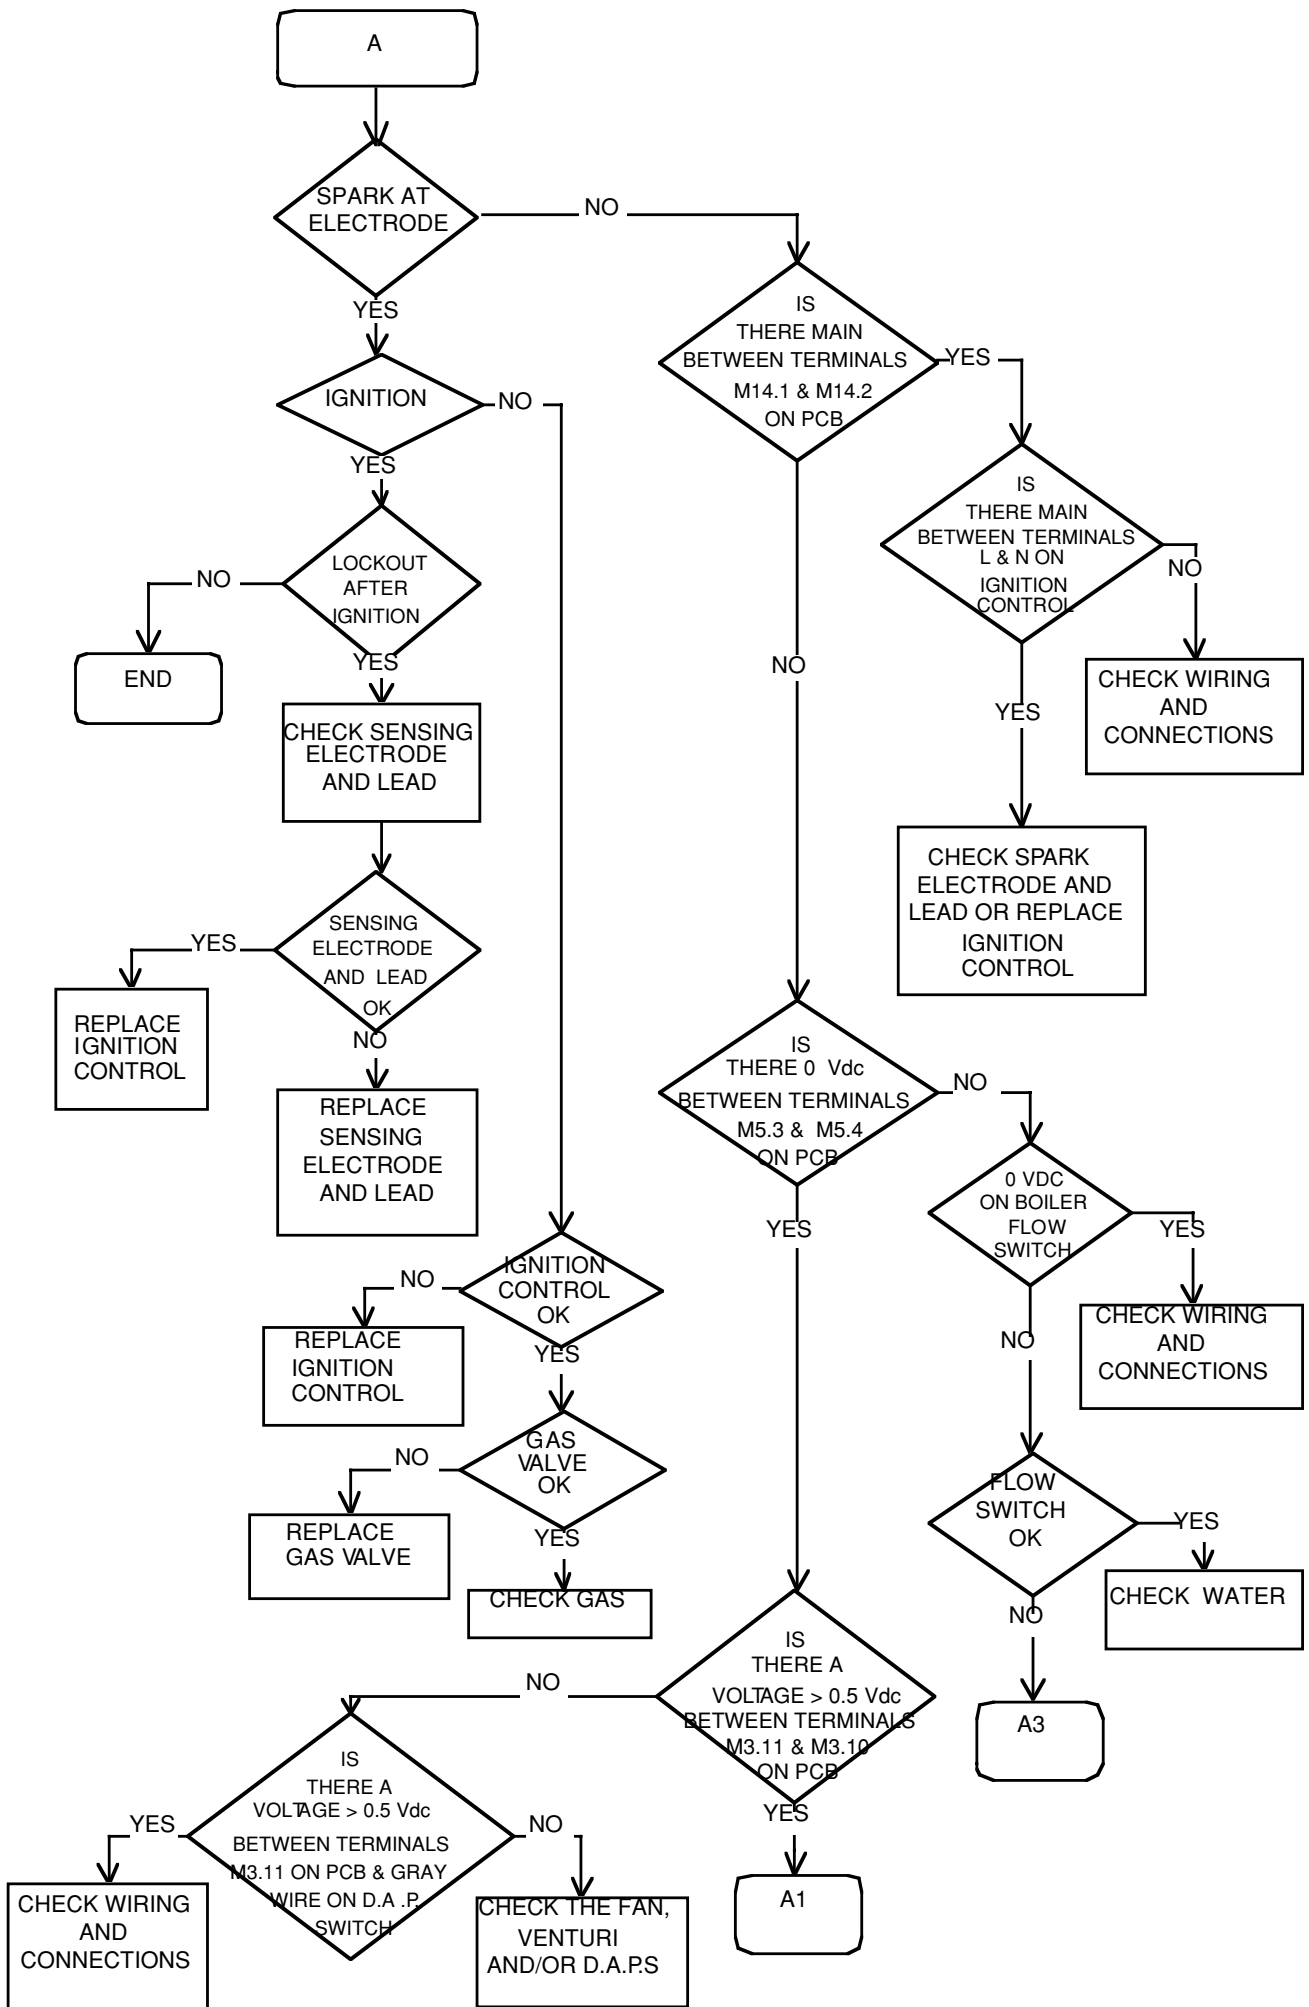 A
SPARK AT
ELECTRODE
NO
YES
IS
THERE MAIN
BETWEEN TERMINALS
M14.1 & M14.2
ON PCB
YES
IGNITION
NO
YES
LOCKOUT
AFTER
IGNITION
NO
YES
END
IS
THERE MAIN
BETWEEN TERMINALS
L & N ON
IGNITION
CONTROL
NO
CHECK WIRING
AND
CONNECTIONS
YES
NO
CHECK SENSING
ELECTRODE
AND LEAD
CHECK SPARK
ELECTRODE AND
LEAD OR REPLACE
IGNITION
CONTROL
SENSING
ELECTRODE
AND LEAD
OK
YES
NO
REPLACE
IGNITION
CONTROL
REPLACE
SENSING
ELECTRODE
AND LEAD
IS
THERE 0 Vdc
BETWEEN TERMINALS
M5.3 & M5.4
ON PCB
NO
YES
0 VDC
ON BOILER
FLOW
SWITCH
YES
NO
CHECK WIRING
AND
CONNECTIONS
IGNITION
CONTROL
OK
NO
YES
REPLACE
IGNITION
CONTROL
GAS
VALVE
OK
NO
YES
REPLACE
GAS VALVE
CHECK GAS
FLOW
SWITCH
OK
YES
NO
CHECK WATER
A3
IS
THERE A
VOLTAGE > 0.5 Vdc
BETWEEN TERMINALS
M3.11 & M3.10
ON PCB
NO
YES
A1
IS
THERE A
VOLTAGE > 0.5 Vdc
BETWEEN TERMINALS
M3.11 ON PCB & GRAY
WIRE ON D.A .P.
SWITCH
YES
NO
CHECK WIRING
AND
CONNECTIONS
CHECK THE FAN,
VENTURI
AND/OR D.A.P.S